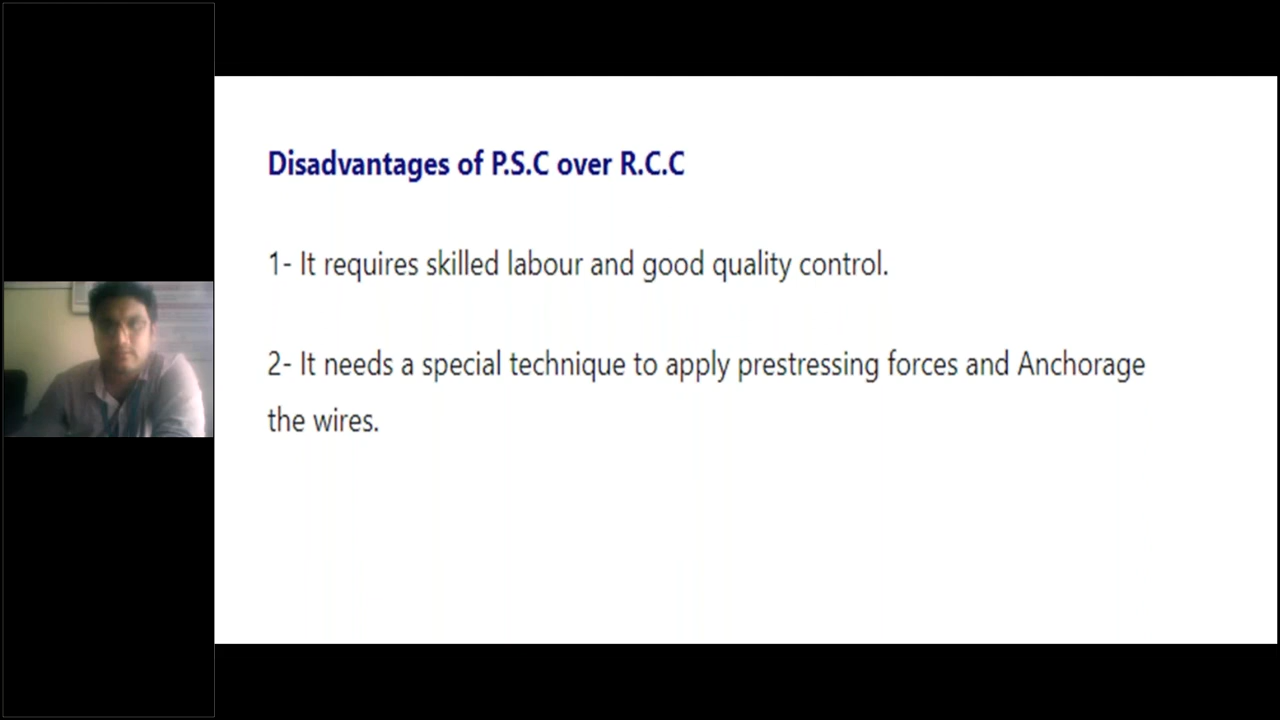 Disadvantages of P.S.C over R.C.C
1- It requires skilled labour and good quality control.
2- It needs a special technique to apply prestressing forces and Anchorage
the wires.